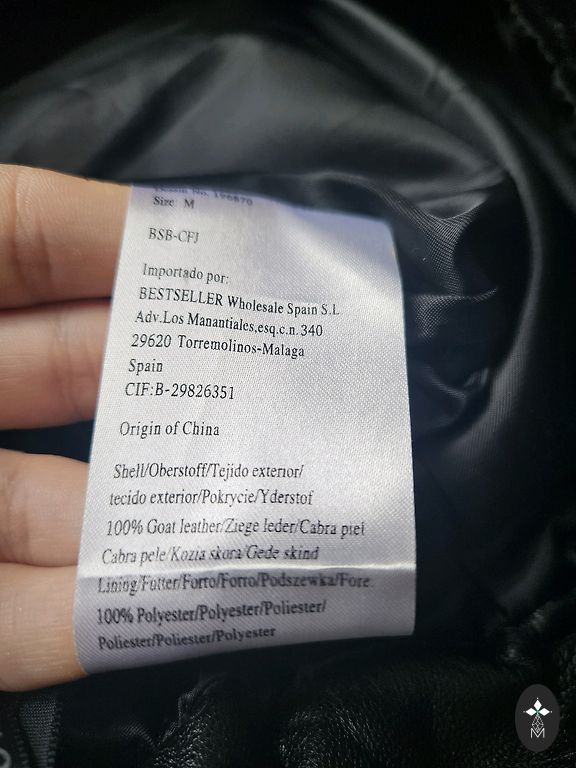 Size M
BSB-CFJ
Importado por:
BESTSELLER Wholesale Spain S.L
Adv.Los Manantiales,esq.c.n.340
29620 Torremolinos-Malaga
Spain
CIF:B-29826351
Origin of China
Shell/Oberstoff/Tejido exterior/
tecido exterior/Pokrycie/Yderstof
100% Goat leather/Ziege leder/Cabra piel
Cabra pele/Kozia skora/Gede skind
Lining/Futter/Forro/Forro/Podszewka/Fore
100% Polyester/Polyester/Poliester/
Poliester/Poliester/Polyester
M